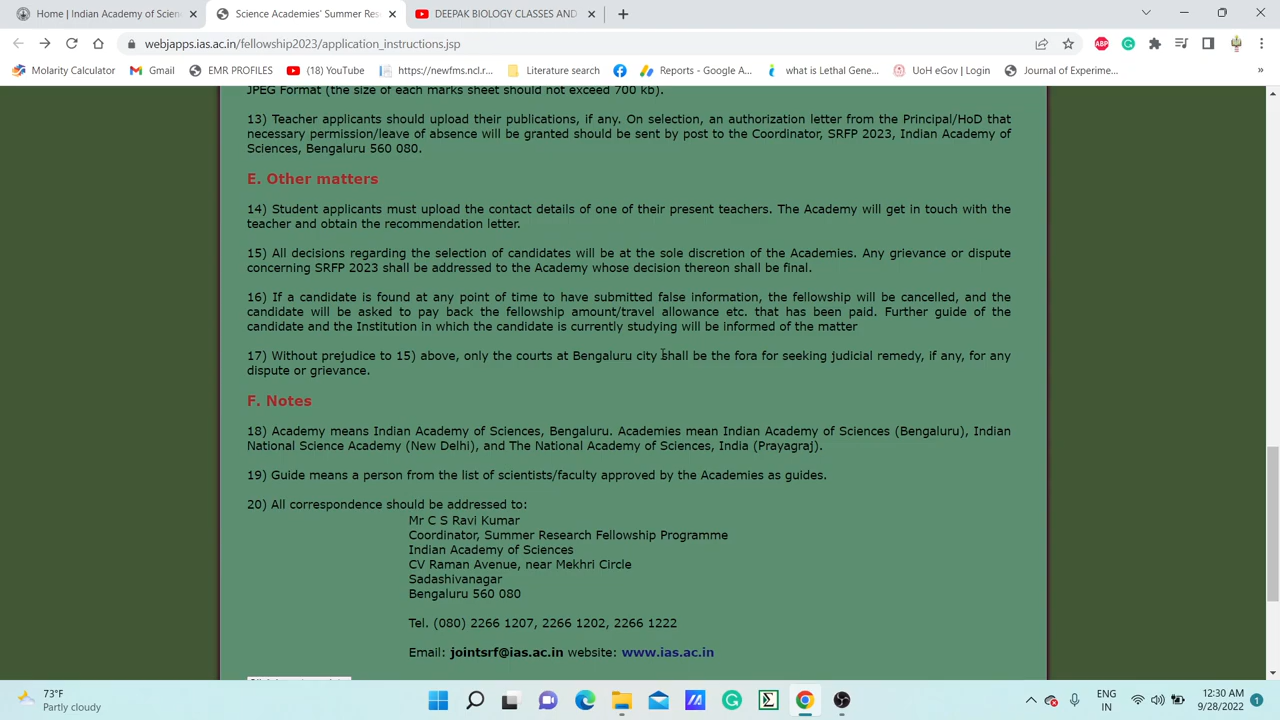 Home | Indian Academy of Scien
Science Academies' Summer Res
DEEPAK BIOLOGY CLASSES AND
webjapps.ias.ac.in/fellowship2023/application_instructions.jsp
ABP
Molarity Calculator
Gmail
EMR PROFILES
(18) YouTube
https://newfms.ncl.r...
Literature search
Reports - Google A...
what is Lethal Gene...
UoH eGov | Login
Journal of Exprime...
JPEG Format (the size of each marks sheet should not exceed 700 kb).
13) Teacher applicants should upload their publications, if any. On selection, an authorization letter from the Principal/HoD that
necessary permission/leave of absence will be granted should be sent by post to the Coordinator, SRFP 2023, Indian Academy of
Sciences, Bengaluru 560 080.
E. Other matters
14) Student applicants must upload the contact details of one of their present teachers. The Academy will get in touch with the
teacher and obtain the recommendation letter.
15) All decisions regarding the selection of candidates will be at the sole discretion of the Academies. Any grievance or dispute
concerning SRFP 2023 shall be addressed to the Academy whose decision thereon shall be final.
16) If a candidate is found at any point of time to have submitted false information, the fellowship will be cancelled, and the
candidate will be asked to pay back the fellowship amount/travel allowance etc. that has been paid. Further guide of the
candidate and the Institution in which the candidate is currently studying will be informed of the matter
17) Without prejudice to 15) above, only the courts at Bengaluru city shall be the fora for seeking judicial remedy, if any, for any
dispute or grievance.
F. Notes
18) Academy means Indian Academy of Sciences, Bengaluru. Academies mean Indian Academy of Sciences (Bengaluru), Indian
National Science Academy (New Delhi), and The National Academy of Sciences, India (Prayagraj).
19) Guide means a person from the list of scientists/faculty approved by the Academies as guides.
20) All correspondence should be addressed to:
Mr C S Ravi Kumar
Coordinator, Summer Research Fellowship Programme
Indian Academy of Sciences
CV Raman Avenue, near Mekhri Circle
Sadashivanagar
Bengaluru 560 080
Tel. (080) 2266 1207, 2266 1202, 2266 1222
Email: jointsrf@ias.ac.in website: www.ias.ac.in
73°F
Partly cloudy
ENG
IN
12:30 AM
9/28/2022
1